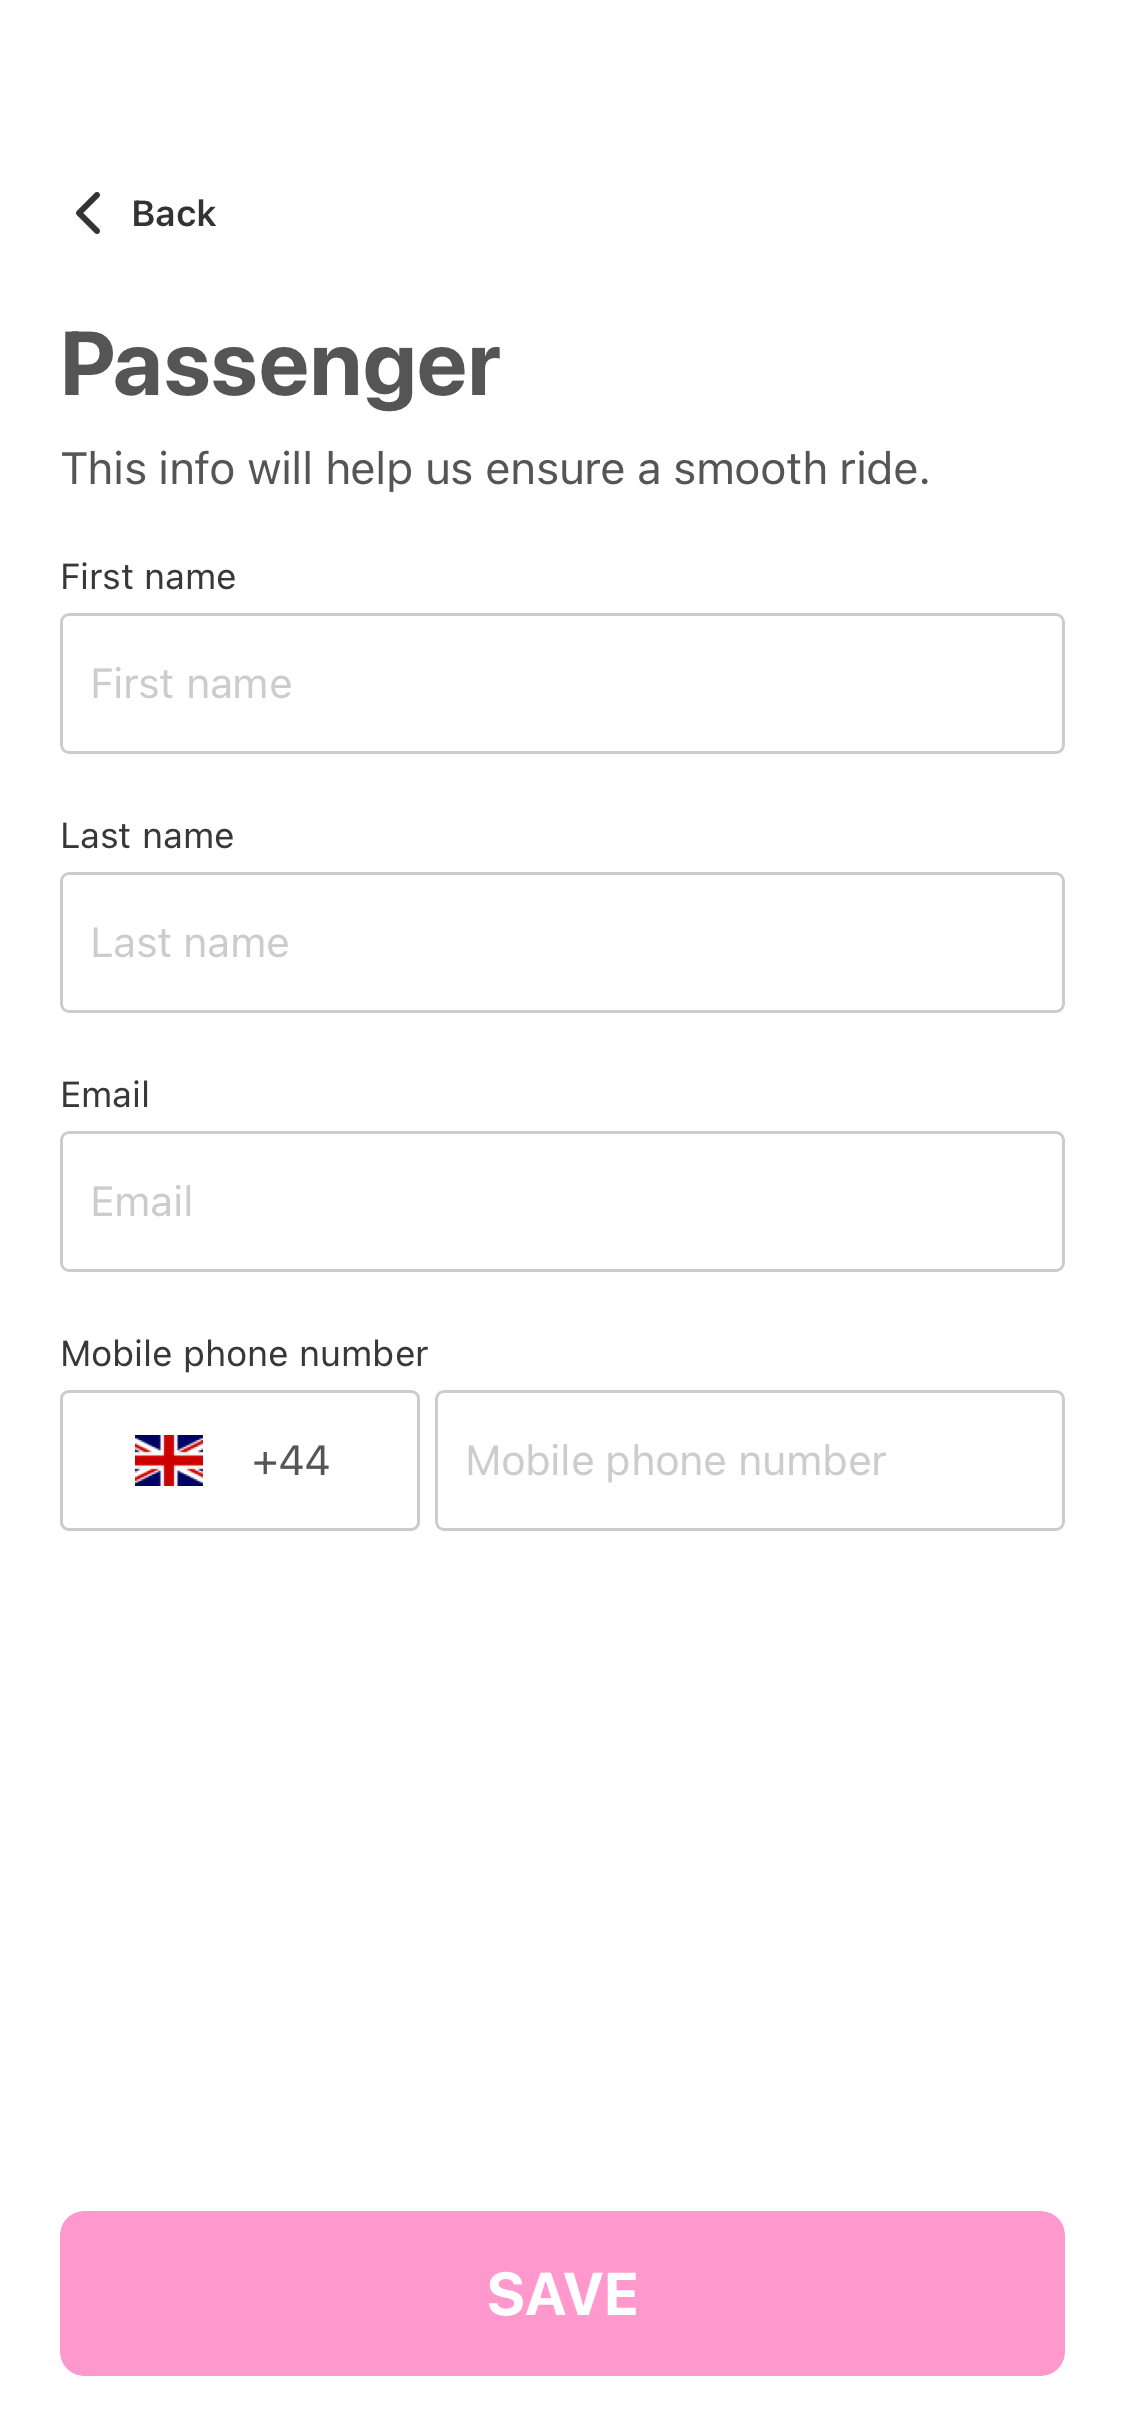 Back
Passenger
This info will help us ensure a smooth ride.
First name
First name
Last name
Last name
Email
Email
Mobile phone number
+44 Mobile phone number
SAVE